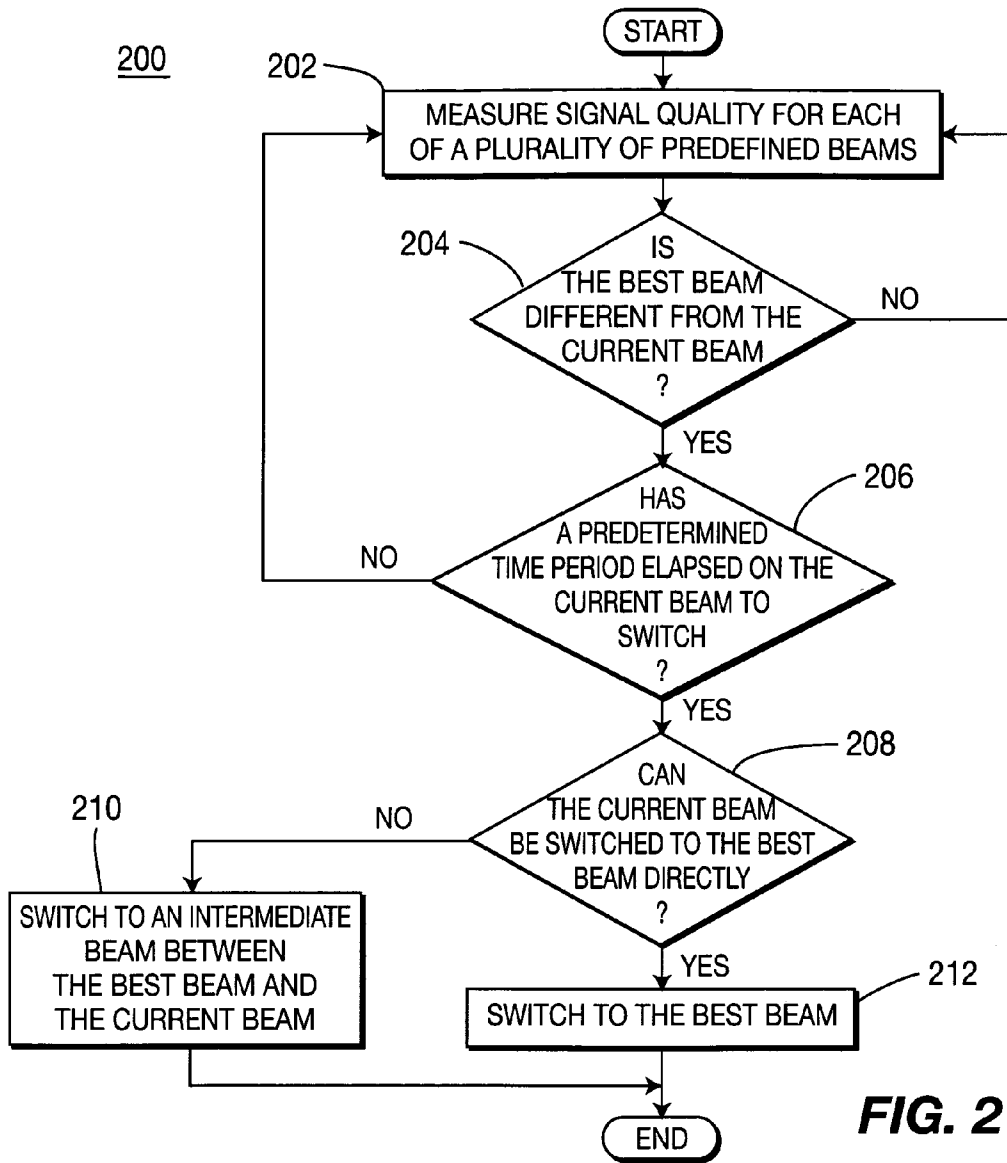 START
200
202
MEASURE SIGNAL QUALITY FOR EACH
OF A PLURALITY OF PREDEFINED BEAMS
204
IS
THE BEST BEAM
DIFFERENT FROM THE
CURRENT BEAM
?
NO
YES
206
HAS
A PREDETERMINED
TIME PERIOD ELAPSED ON THE
CURRENT BEAM TO
SWITCH
?
NO
YES
208
CAN
THE CURRENT BEAM
BE SWITCHED TO THE BEST
BEAM DIRECTLY
?
NO
YES
210
SWITCH TO AN INTERMEDIATE
BEAM BETWEEN
THE BEST BEAM AND
THE CURRENT BEAM
212
SWITCH TO THE BEST BEAM
END
FIG. 2